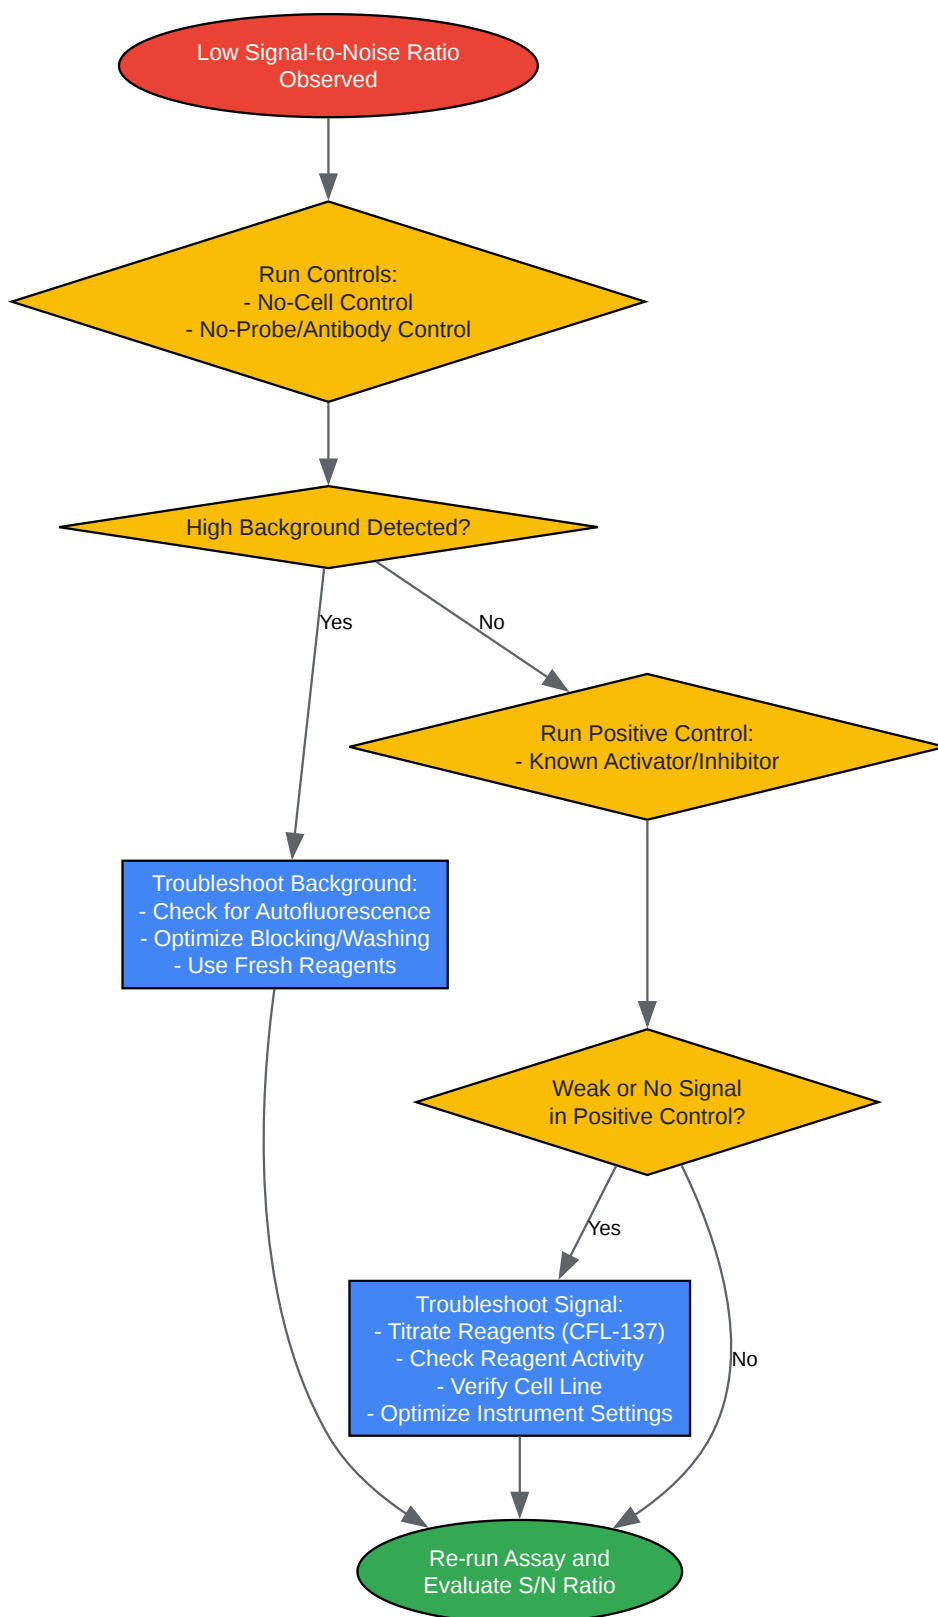 Low Signal-to-Noise Ratio
Observed
Run Controls:
- No-Cell Control
- No-Probe/Antibody Control
High Background Detected?
Yes
No
Run Positive Control:
- Known Activator/Inhibitor
Troubleshoot Background:
- Check for Autofluorescence
- Optimize Blocking/Washing
- Use Fresh Reagents
Weak or No Signal
in Positive Control?
Yes
No
Troubleshoot Signal:
- Titrate Reagents (CFL-137)
- Check Reagent Activity
- Verify Cell Line
- Optimize Instrument Settings
Re-run Assay and
Evaluate S/N Ratio